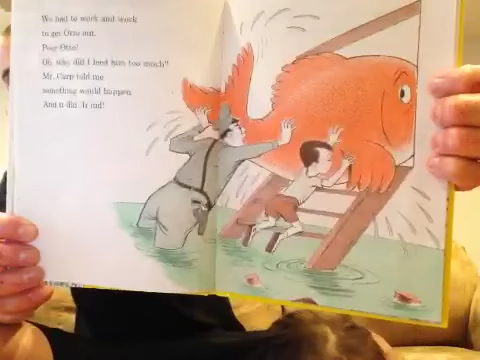 We had to work and work
to get Otto out.
Poor Otto!
Oh, why did I feed him too much?
Mr. Carp told me
something would happen.
And it did. It did!